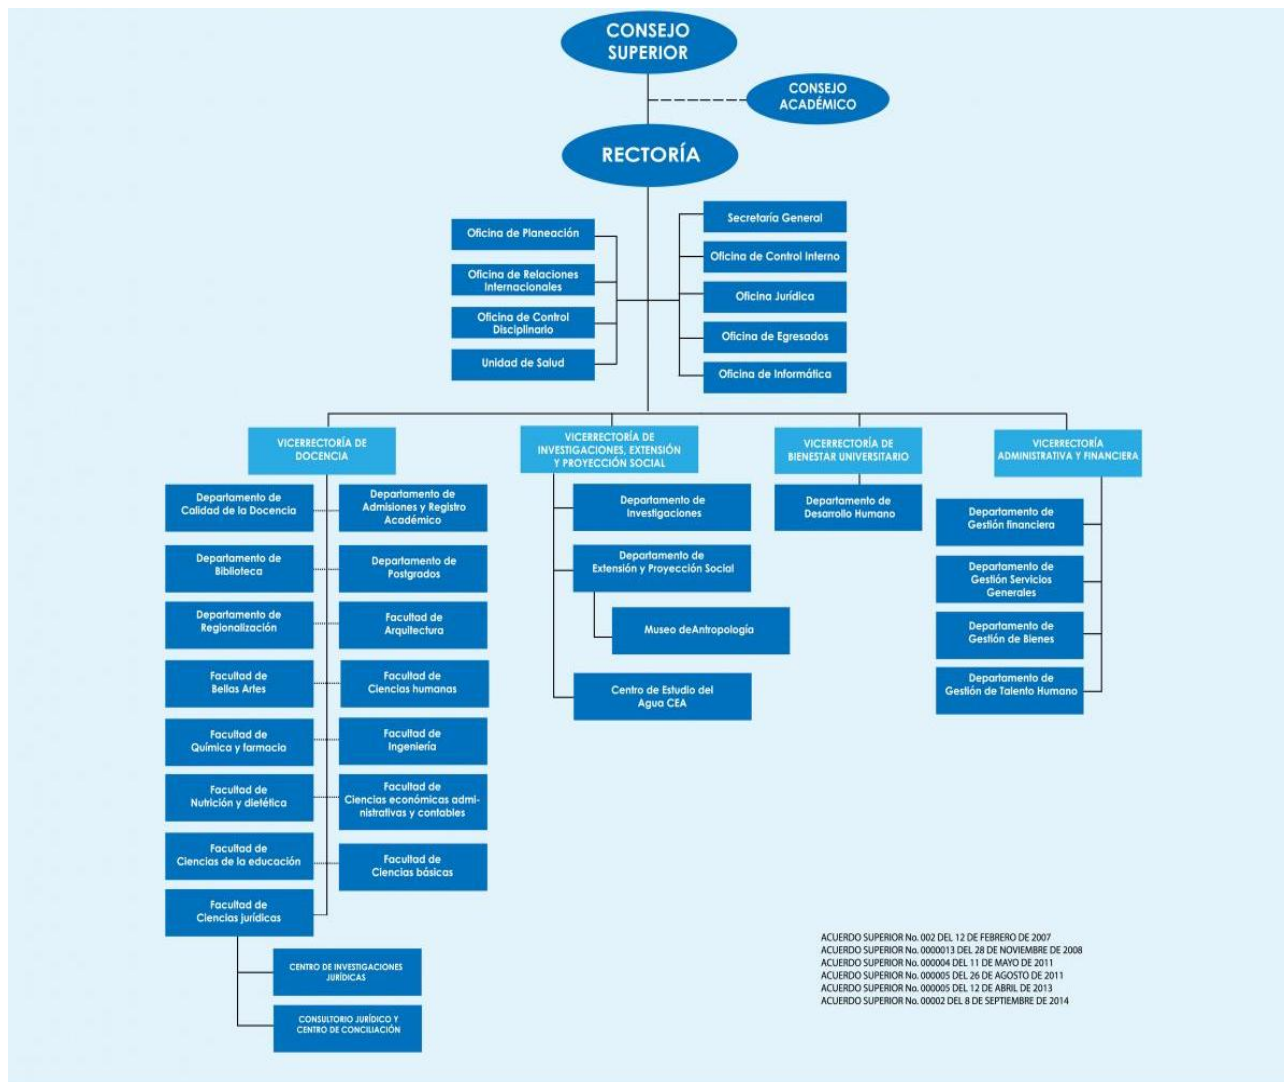 CONSEJO
SUPERIOR
CONSEJO
ACADÉMICO
RECTORÍA
Oficina de Planeación
Oficina de Relaciones
Internacionales
Oficina de Control
Disciplinario
Unidad de Salud
Secretaría General
Oficina de Control Interno
Oficina Jurídica
Oficina de Egresados
Oficina de Informática
VICERRECTORÍA DE
DOCENCIA
Departamento de
Calidad de la Docencia
Departamento de
Admisiones y Registro
Académico
Departamento de
Biblioteca
Departamento de
Postgrados
Departamento de
Regionalización
Facultad de
Arquitectura
Facultad de
Bellas Artes
Facultad de
Ciencias humanas
Facultad de
Química y farmacia
Facultad de
Ingeniería
Facultad de
Nutrición y dietética
Facultad de
Ciencias económicas admi-
nistrativas y contables
Facultad de
Ciencias de la educación
Facultad de
Ciencias básicas
Facultad de
Ciencias jurídicas
CENTRO DE INVESTIGACIONES
JURÍDICAS
CONSULTORIO JURÍDICO Y
CENTRO DE CONCILIACIÓN
VICERRECTORÍA DE
INVESTIGACIONES, EXTENSIÓN
Y PROYECCIÓN SOCIAL
Departamento de
Investigaciones
Departamento de
Extensión y Proyección Social
Museo deAntropología
Centro de Estudio del
Agua CEA
VICERRECTORÍA DE
BIENESTAR UNIVERSITARIO
Departamento de
Desarrollo Humano
VICERRECTORÍA
ADMINISTRATIVA Y FINANCIERA
Departamento de
Gestión financiera
Departamento de
Gestión Servicios
Generales
Departamento de
Gestión de Bienes
Departamento de
Gestión de Talento Humano
ACUERDO SUPERIOR No. 002 DEL 12 DE FEBRERO DE 2007
ACUERDO SUPERIOR No. 0000013 DEL 28 DE NOVIEMBRE DE 2008
ACUERDO SUPERIOR No. 000004 DEL 11 DE MAYO DE 2011
ACUERDO SUPERIOR No. 000005 DEL 26 DE AGOSTO DE 2011
ACUERDO SUPERIOR No. 000005 DEL 12 DE ABRIL DE 2013
ACUERDO SUPERIOR No. 00002 DEL 8 DE SEPTIEMBRE DE 2014